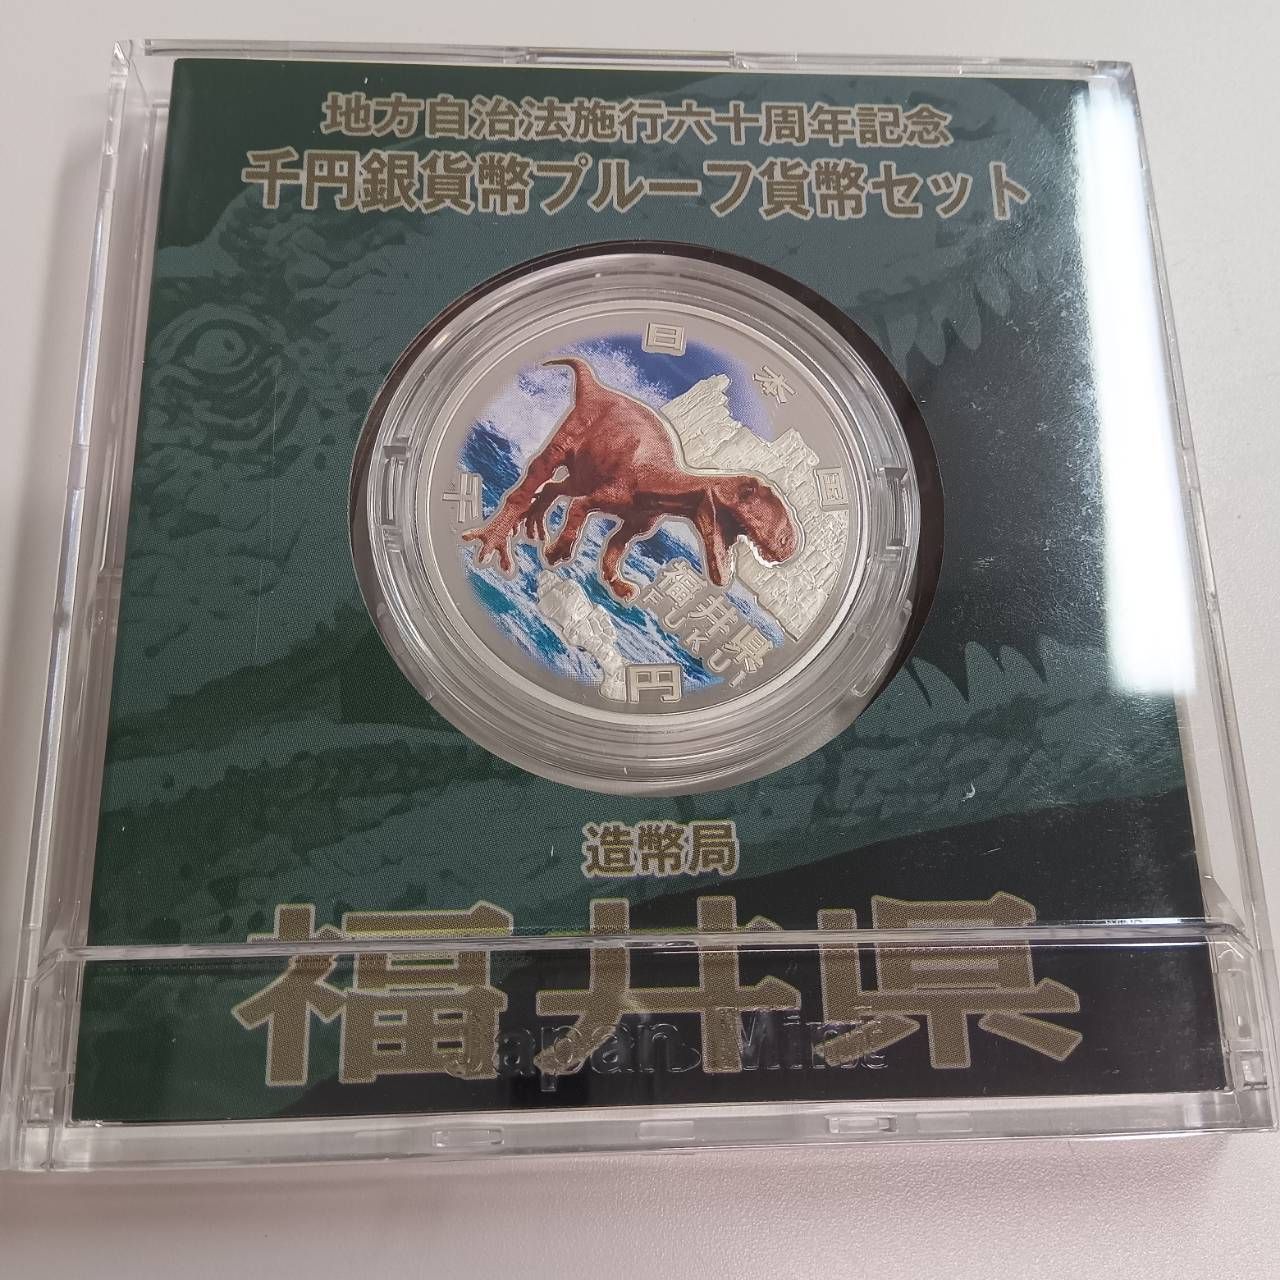 地方自治法施行六十周年記念
千円銀貨幣プルーフ貨幣セット
日本国
千
福井県
FUKUI
円
造幣局
福井県
Japan Mint